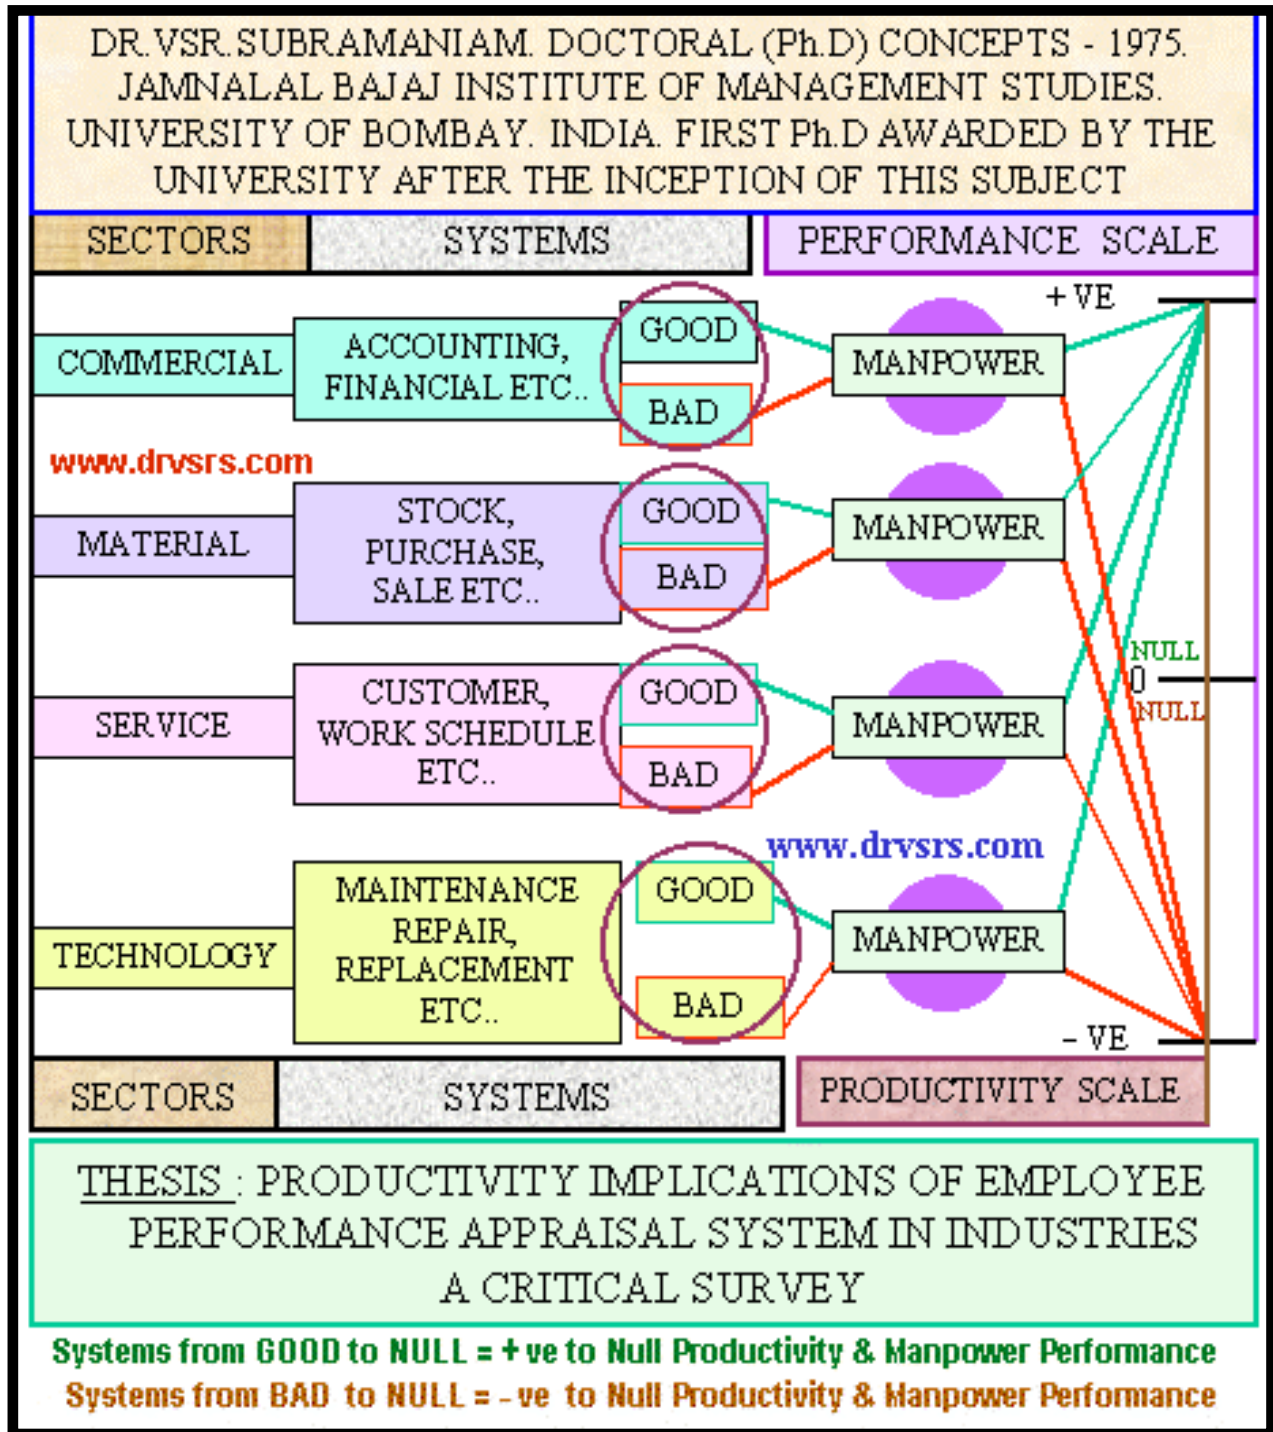 DR.VSR.SUBRAMANIAM. DOCTORAL (Ph.D) CONCEPTS - 1975.
JAMNALAL BAJAJ INSTITUTE OF MANAGEMENT STUDIES.
UNIVERSITY OF BOMBAY. INDIA. FIRST Ph.D AWARDED BY THE
UNIVERSITY AFTER THE INCEPTION OF THIS SUBJECT
SECTORS
SYSTEMS
PERFORMANCE SCALE
+ VE
COMMERCIAL
ACCOUNTING,
FINANCIAL ETC..
GOOD
BAD
MANPOWER
www.drvsrs.com
MATERIAL
STOCK,
PURCHASE,
SALE ETC..
GOOD
BAD
MANPOWER
NULL
0
NULL
SERVICE
CUSTOMER,
WORK SCHEDULE
ETC..
GOOD
BAD
MANPOWER
www.drvsrs.com
TECHNOLOGY
MAINTENANCE
REPAIR,
REPLACEMENT
ETC..
GOOD
BAD
MANPOWER
- VE
SECTORS
SYSTEMS
PRODUCTIVITY SCALE
THESIS : PRODUCTIVITY IMPLICATIONS OF EMPLOYEE
PERFORMANCE APPRAISAL SYSTEM IN INDUSTRIES
A CRITICAL SURVEY
Systems from GOOD to NULL = + ve to Null Productivity & Manpower Performance
Systems from BAD to NULL = - ve to Null Productivity & Manpower Performance